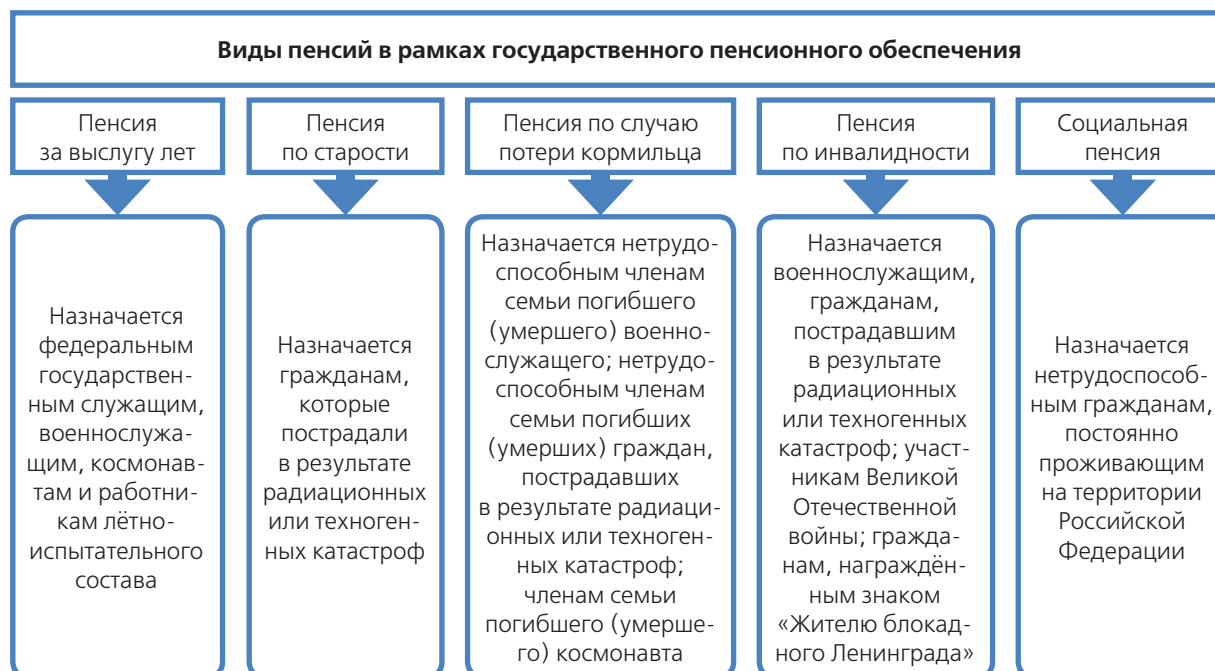 Виды пенсий в рамках государственного пенсионного обеспечения
Пенсия
за выслугу лет
Пенсия
по старости
Пенсия по случаю
потери кормильца
Пенсия
по инвалидности
Социальная
пенсия
Назначается
федеральным
государствен-
ным служащим,
военнослужа-
щим, космонав-
там и работни-
кам лётно-
испытательного
состава
Назначается
гражданам,
которые
пострадали
в результате
радиационных
или техноген-
ных катастроф
Назначается нетрудо-
способным членам
семьи погибшего
(умершего) военно-
служащего; нетрудо-
способным членам
семьи погибших
(умерших) граждан,
пострадавших
в результате радиаци-
онных или техноген-
ных катастроф;
членам семьи
погибшего (умерше-
го) космонавта
Назначается
военнослужащим,
гражданам,
пострадавшим
в результате
радиационных
или техногенных
катастроф; участ-
никам Великой
Отечественной
войны; гражда-
нам, награждён-
ным знаком
«Жителю блокад-
ного Ленинграда»
Назначается
нетрудоспособ-
ным гражданам,
постоянно
проживающим
на территории
Российской
Федерации